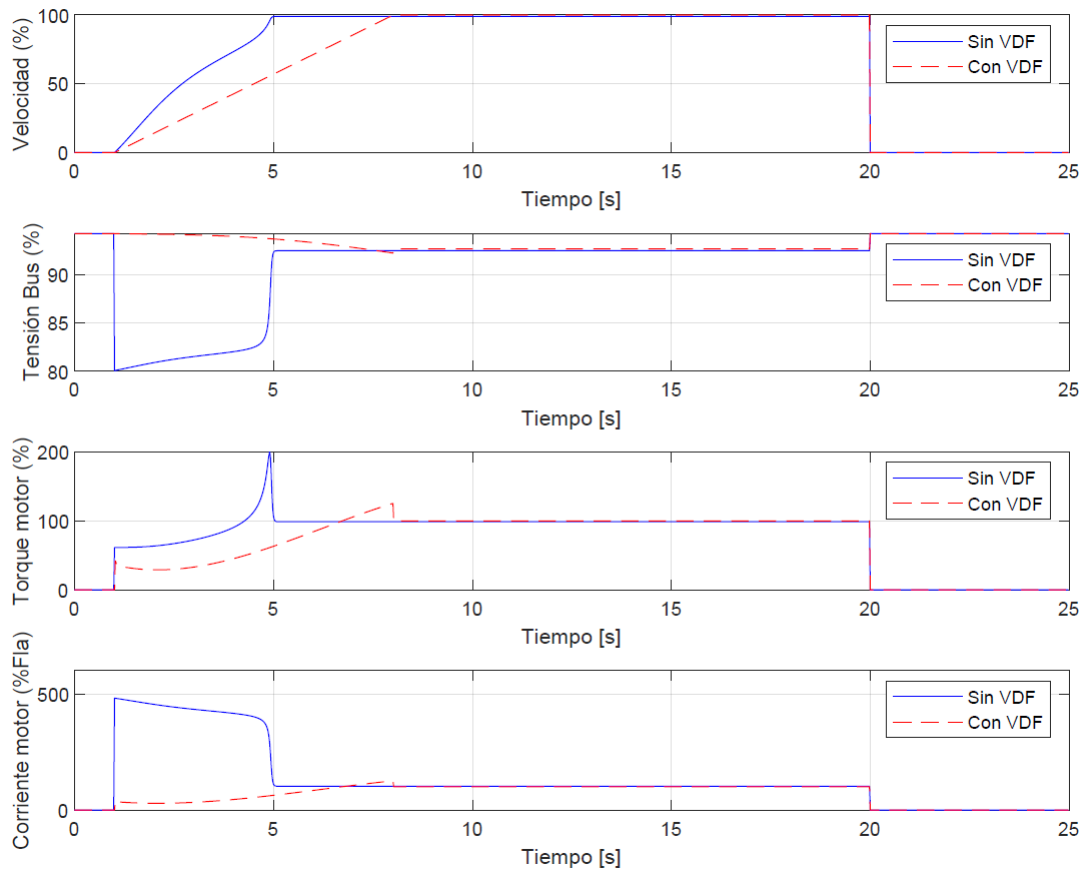 Velocidad (%)
100
50
0
Sin VDF
Con VDF
0 5 10 15 20 25
Tiempo [s]
Tensión Bus (%)
90
85
80
Sin VDF
Con VDF
0 5 10 15 20 25
Tiempo [s]
Torque motor (%)
200
100
0
Sin VDF
Con VDF
0 5 10 15 20 25
Tiempo [s]
Corriente motor (%Fla)
500
0
Sin VDF
Con VDF
0 5 10 15 20 25
Tiempo [s]